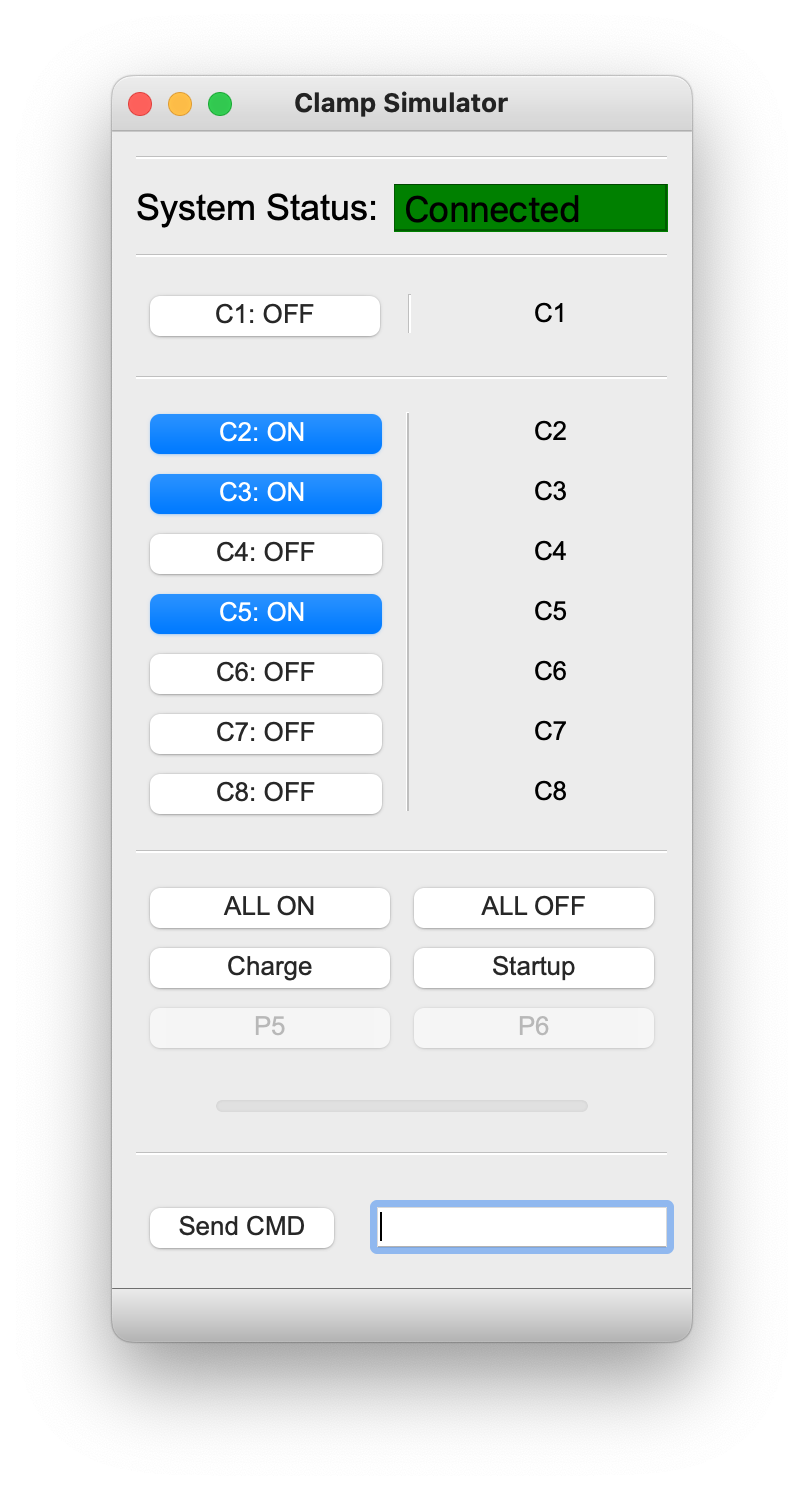 Clamp Simulator
System Status: Connected
C1: OFF C1
C2: ON C2
C3: ON C3
C4: OFF C4
C5: ON C5
C6: OFF C6
C7: OFF C7
C8: OFF C8
ALL ON ALL OFF
Charge Startup
P5 P6
Send CMD